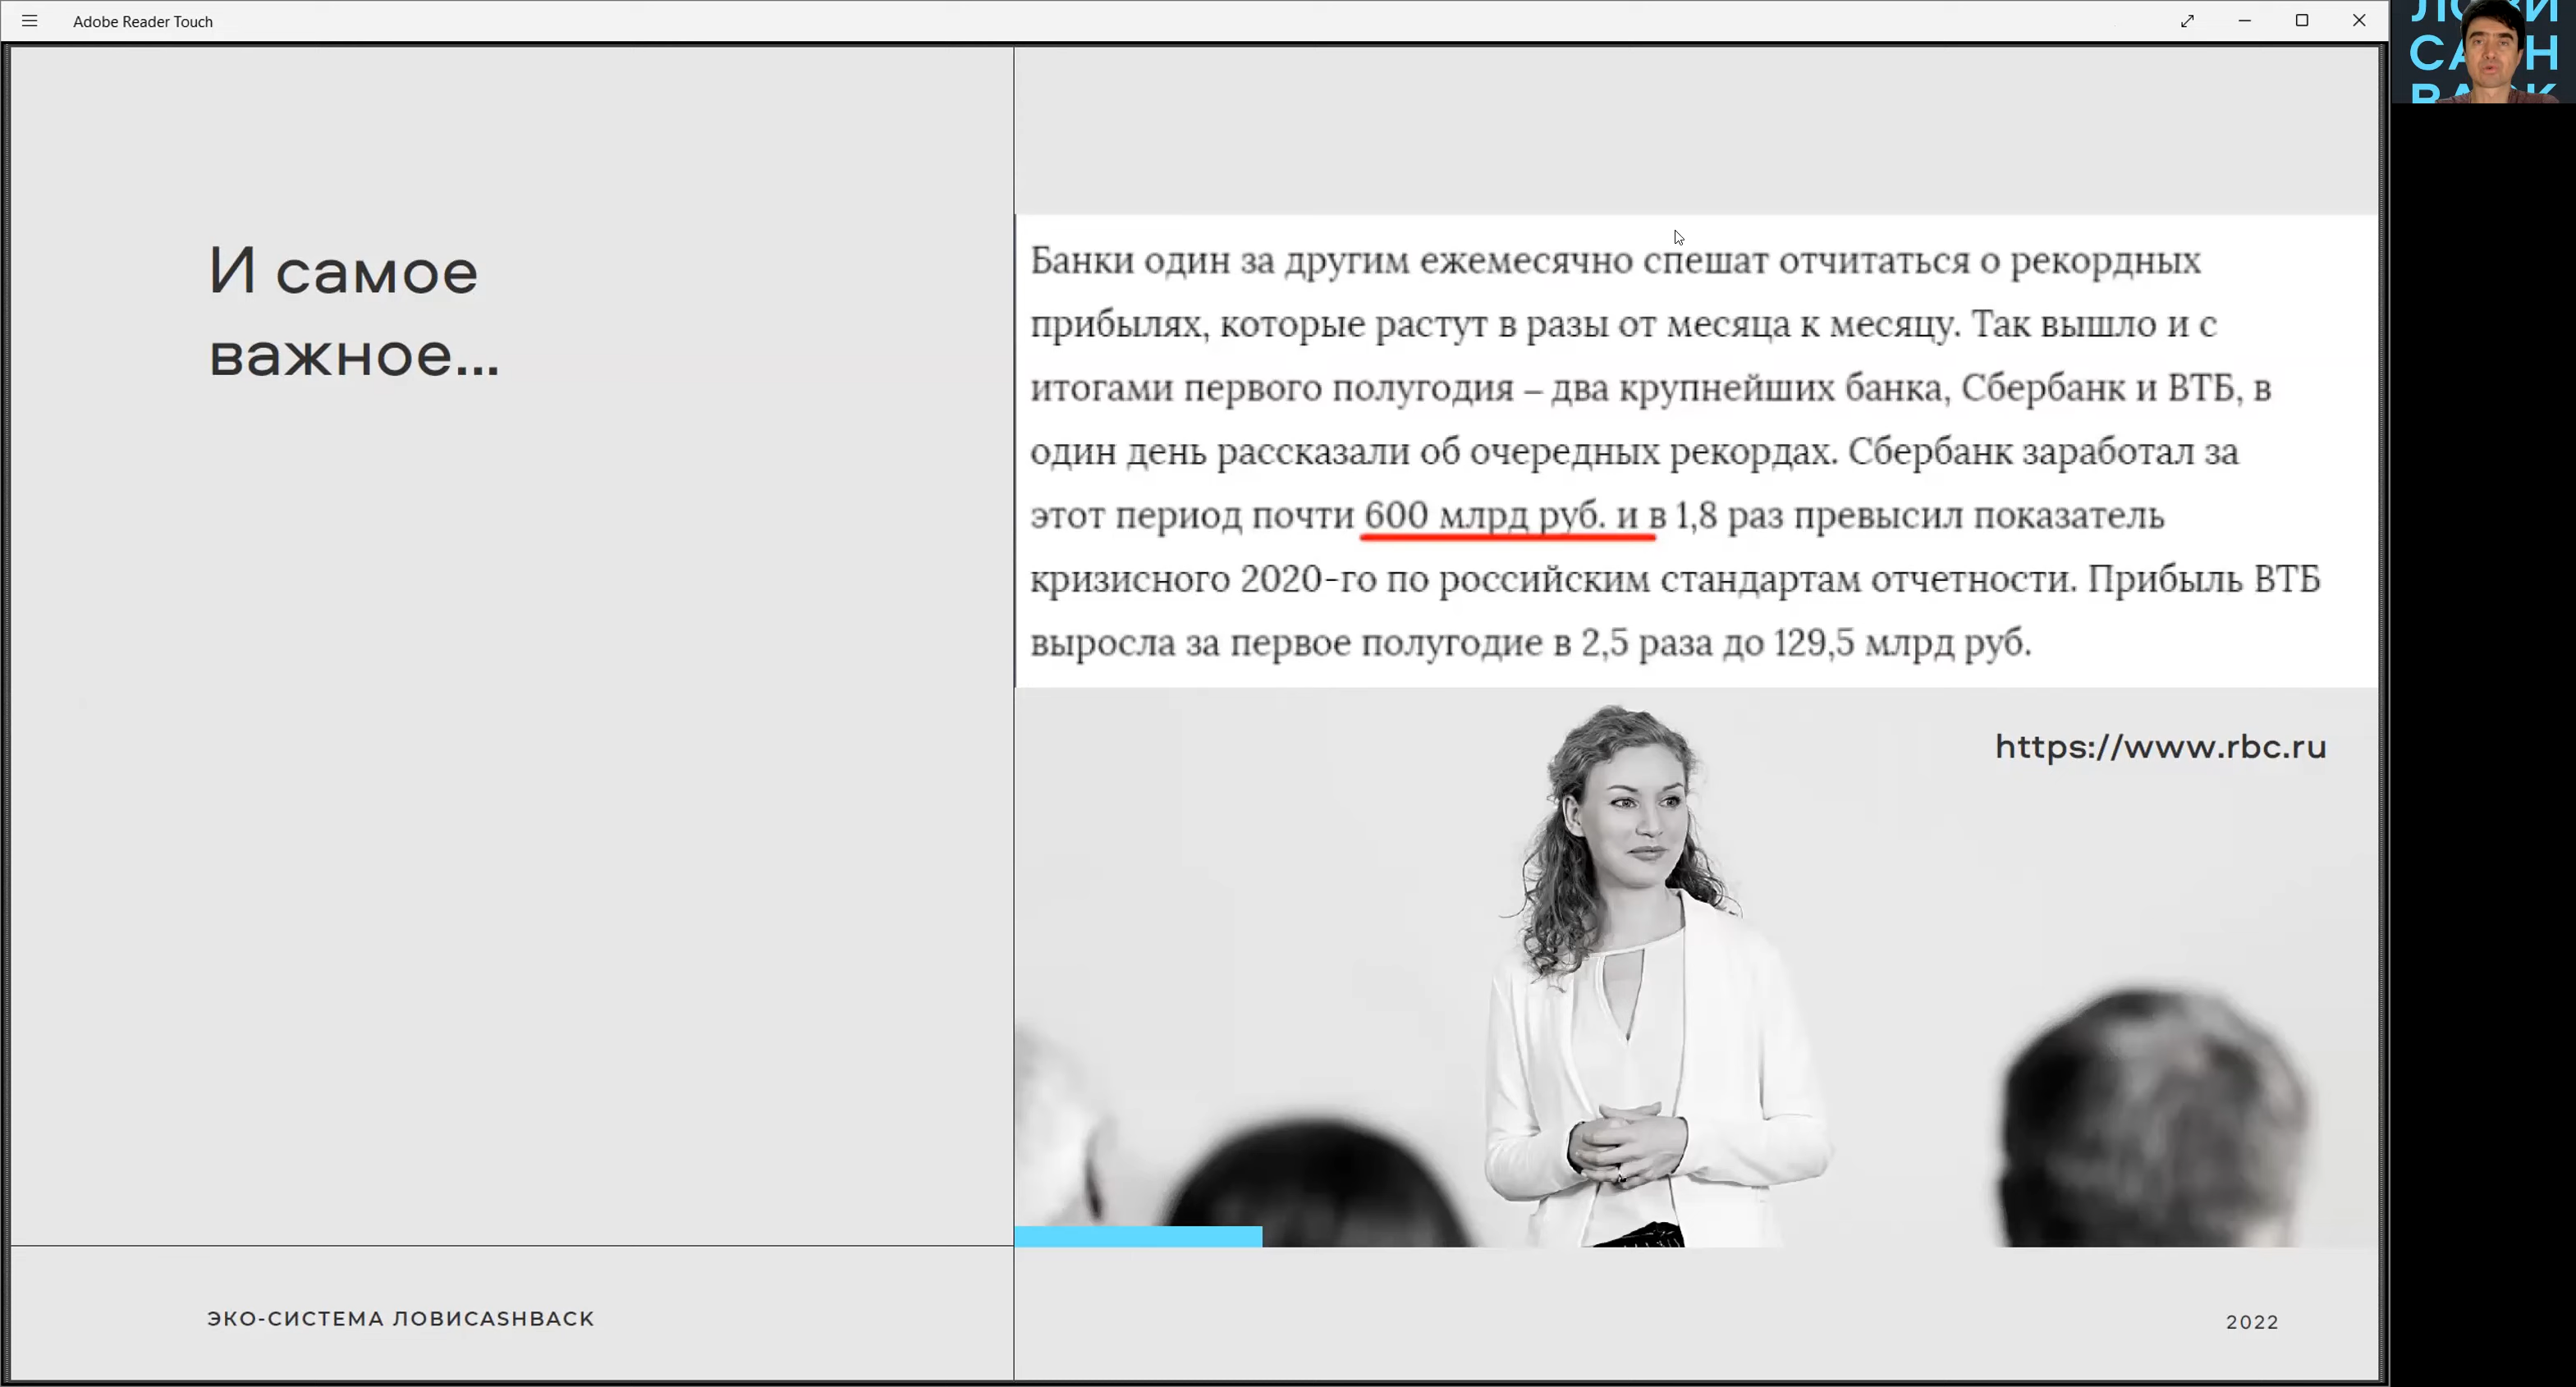 Adobe Reader Touch
И самое
важное...
Банки один за другим ежемесячно спешат отчитаться о рекордных
прибылях, которые растут в разы от месяца к месяцу. Так вышло и с
итогами первого полугодия – два крупнейших банка, Сбербанк и ВТБ, в
один день рассказали об очередных рекордах. Сбербанк заработал за
этот период почти 600 млрд руб. и в 1,8 раз превысил показатель
кризисного 2020-го по российским стандартам отчетности. Прибыль ВТБ
выросла за первое полугодие в 2,5 раза до 129,5 млрд руб.
https://www.rbc.ru
ЭКО-СИСТЕМА ЛОВИCASHBACK
2022